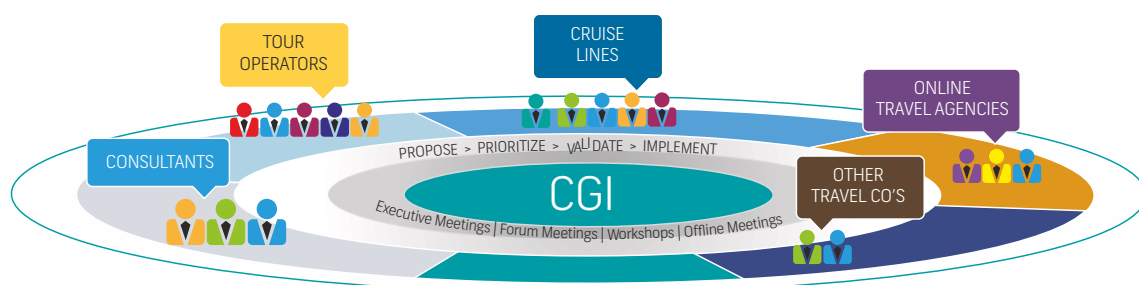 TOUR
OPERATORS
CRUISE
LINES
ONLINE
TRAVEL AGENCIES
CONSULTANTS
PROPOSE > PRIORITIZE > VALIDATE > IMPLEMENT
OTHER
TRAVEL CO'S
CGI
Executive Meetings | Forum Meetings | Workshops | Offline Meetings